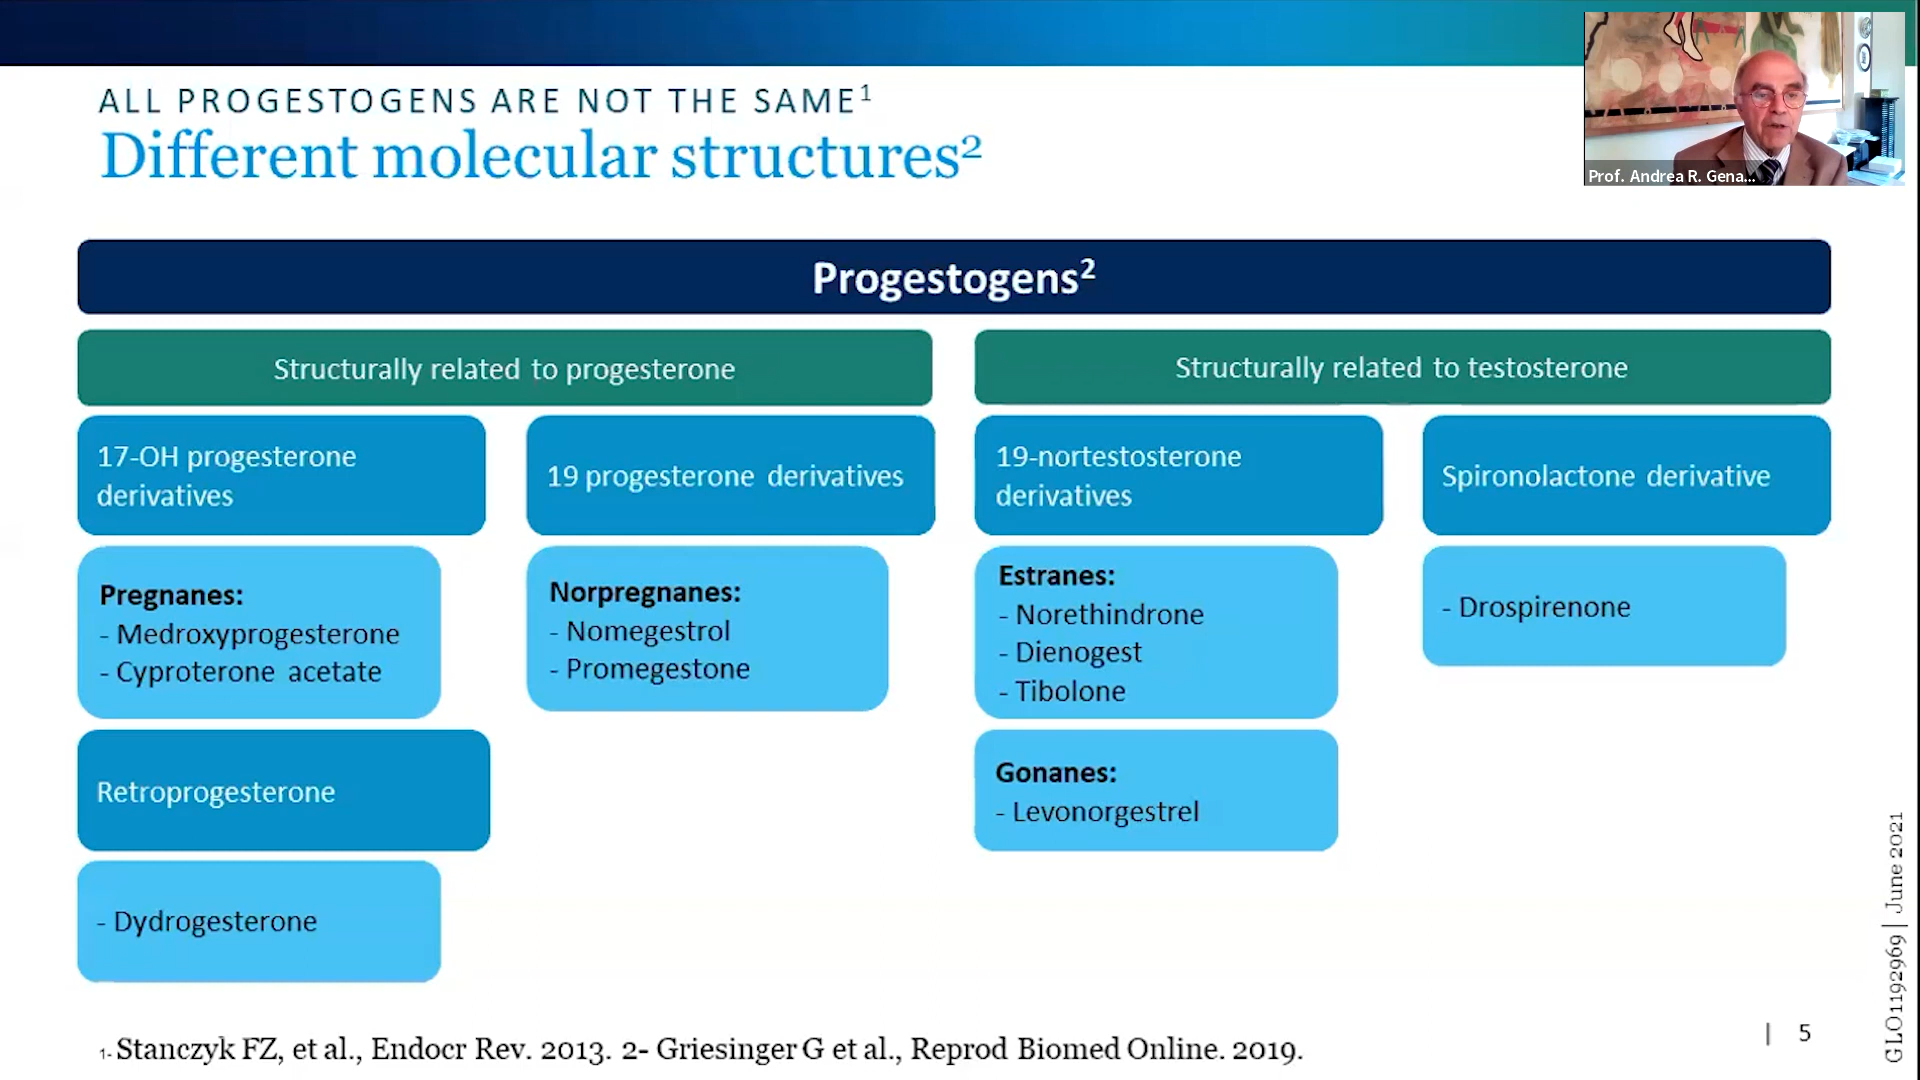 ALL PROGESTOGENS ARE NOT THE SAME¹
Different molecular structures²
Prof. Andrea R. Gena...
Progestogens²
Structurally related to progesterone
Structurally related to testosterone
17-OH progesterone
derivatives
19 progesterone derivatives
19-nortestosterone
derivatives
Spironolactone derivative
Pregnanes:
- Medroxyprogesterone
- Cyproterone acetate
Norpregnanes:
- Nomegestrol
- Promegestone
Estranes:
- Norethindrone
- Dienogest
- Tibolone
- Drospirenone
Retroprogesterone
Gonanes:
- Levonorgestrel
- Dydrogesterone
1- Stanczyk FZ, et al., Endocr Rev. 2013. 2- Griesinger G et al., Reprod Biomed Online. 2019.
| 5
GLO1192969 | June 2021